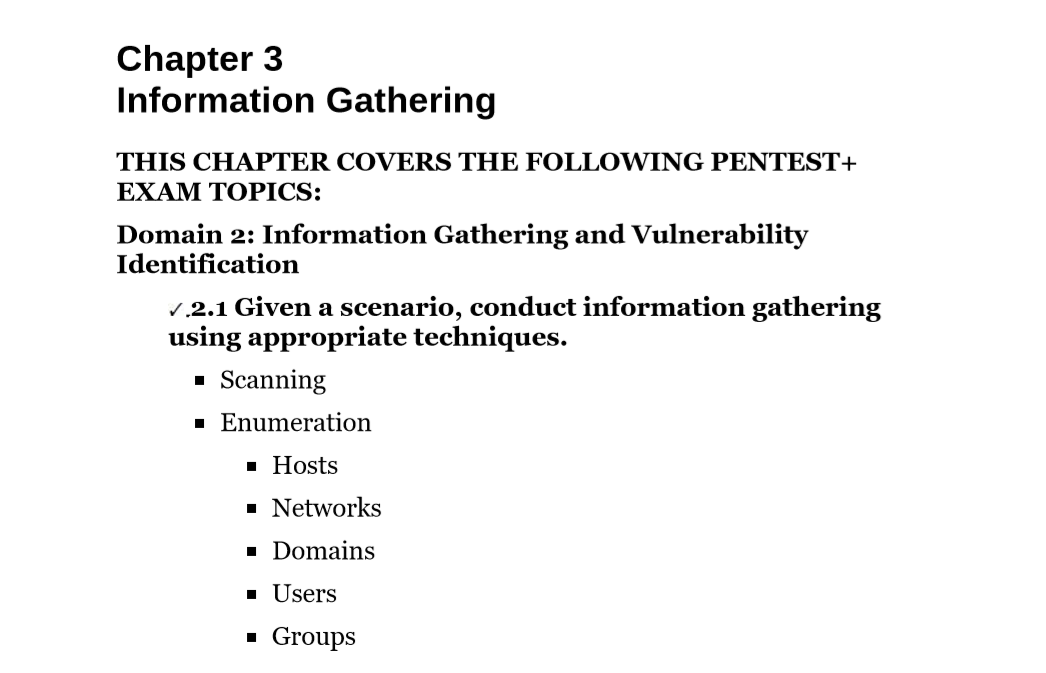 Chapter 3
Information Gathering
THIS CHAPTER COVERS THE FOLLOWING PENTEST+
EXAM TOPICS:
Domain 2: Information Gathering and Vulnerability
Identification
✓.2.1 Given a scenario, conduct information gathering
using appropriate techniques.
▪ Scanning
▪ Enumeration
▪ Hosts
▪ Networks
▪ Domains
▪ Users
▪ Groups